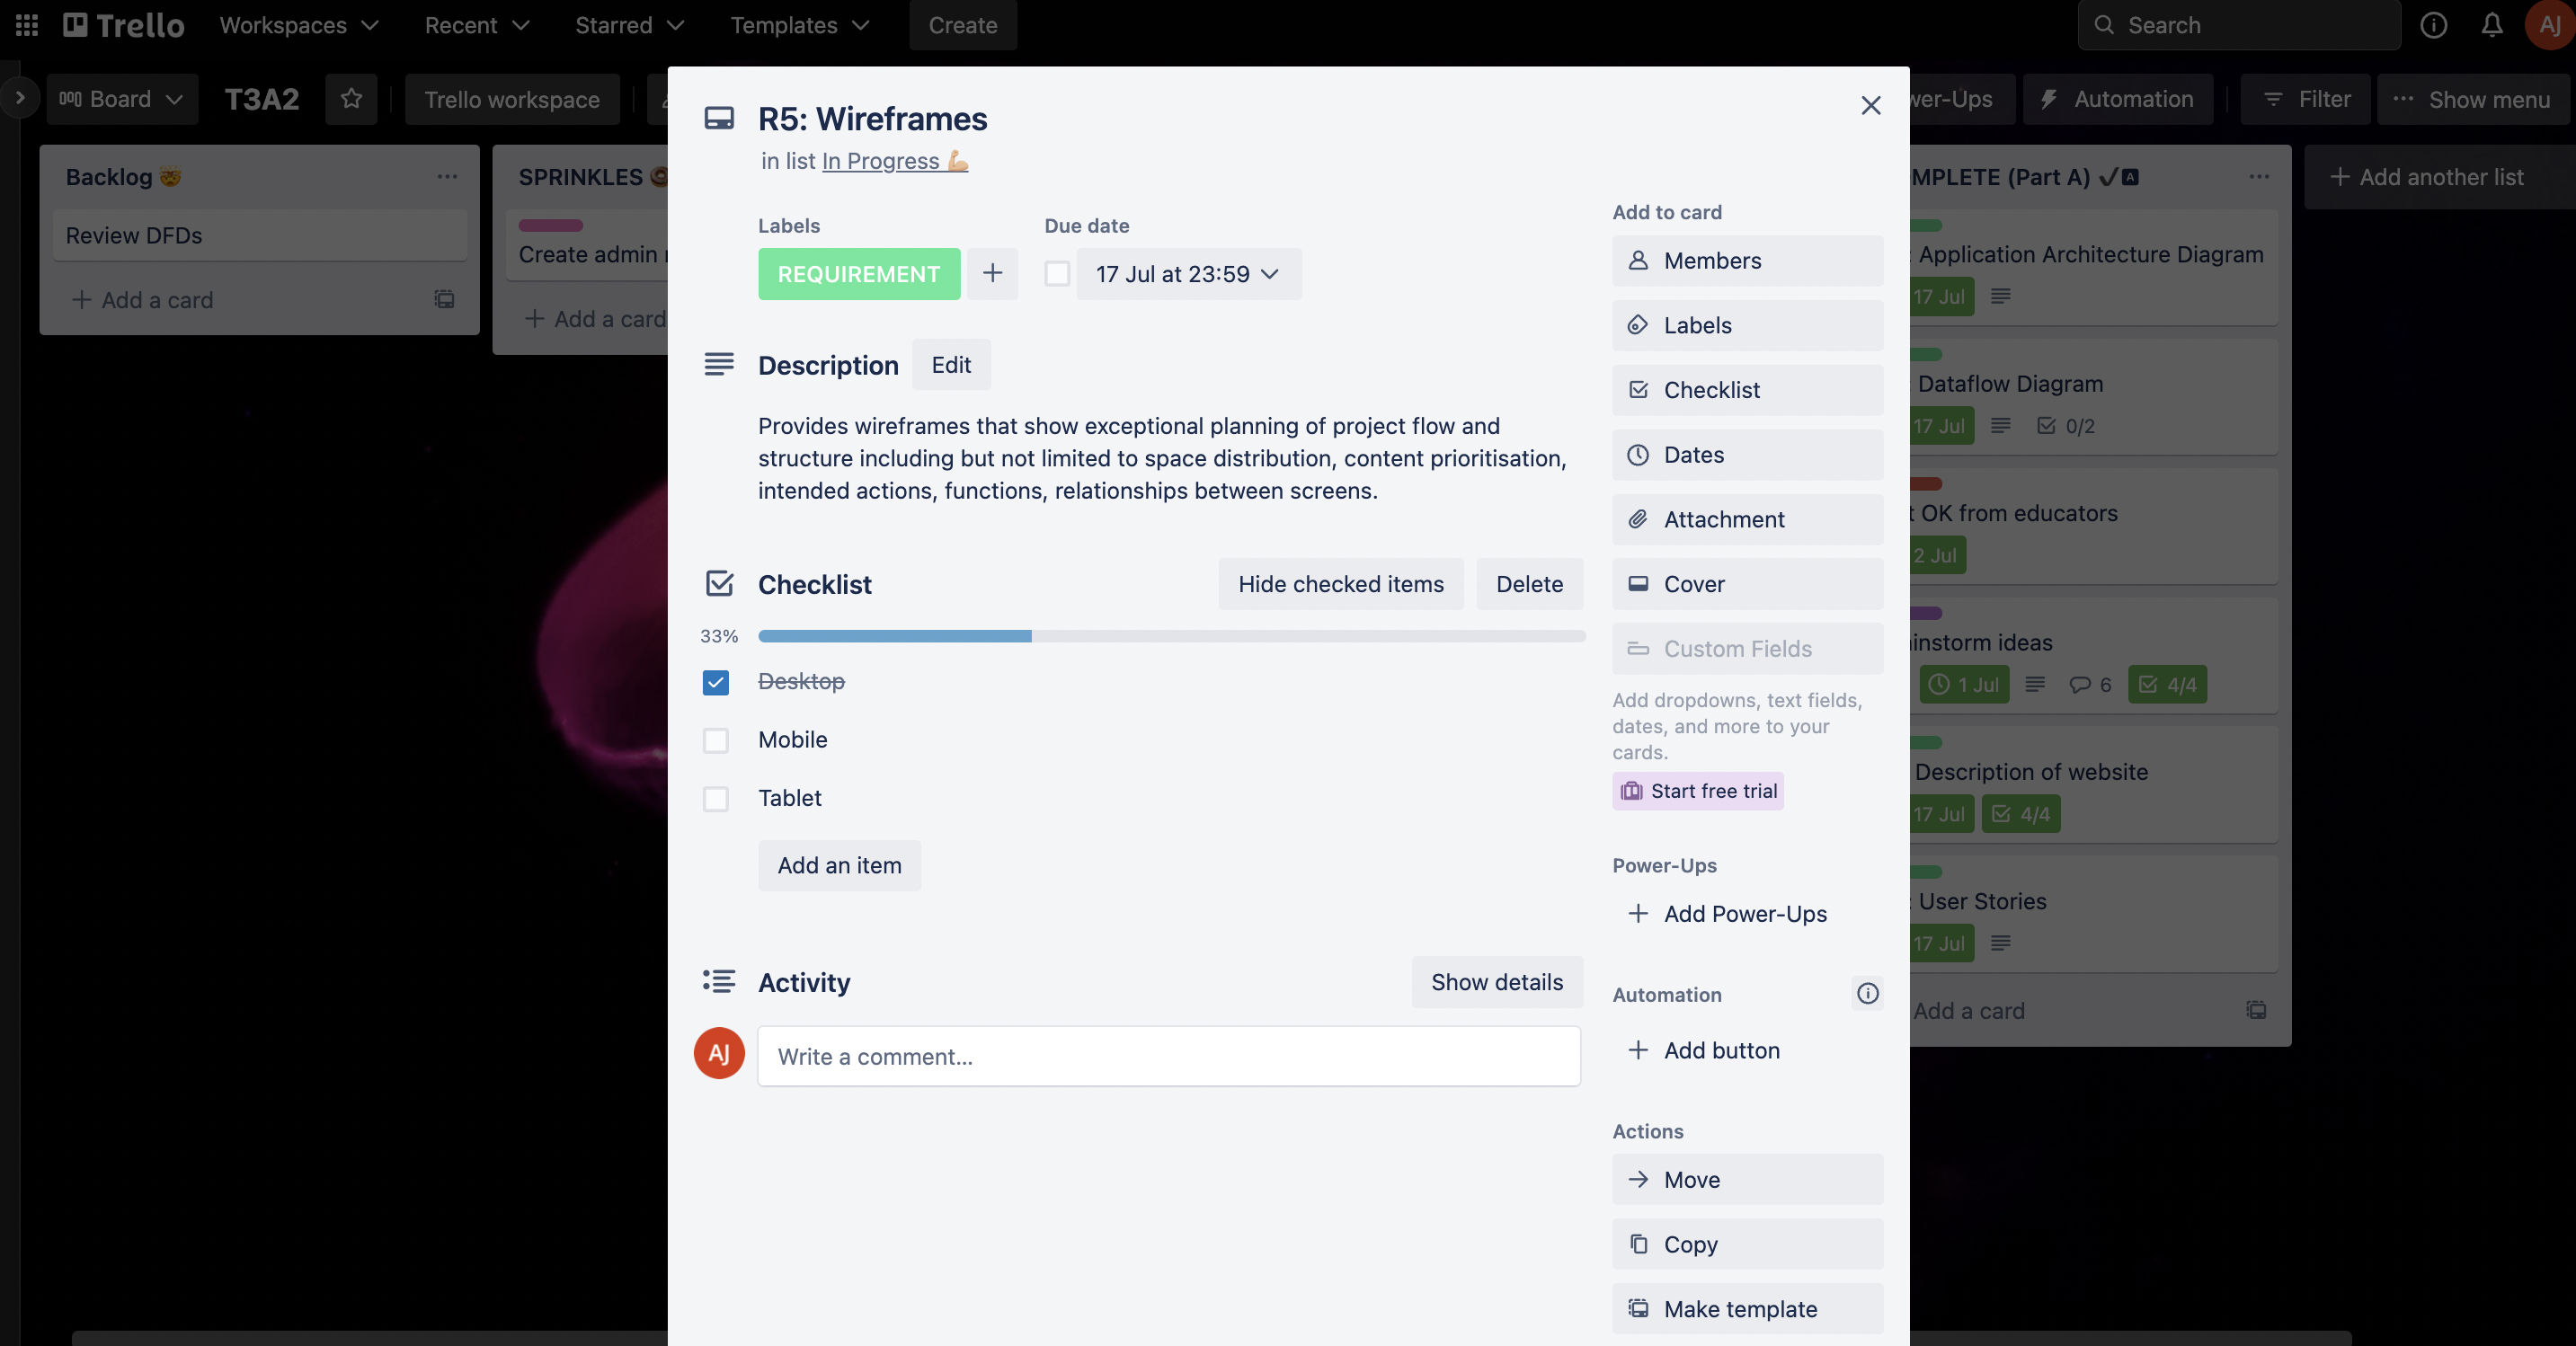 Trello
Workspaces
Recent
Starred
Templates
Create
Search
AJ
Board
T3A2
Trello workspace
wer-Ups
Automation
Filter
Show menu
Backlog 🤯
Review DFDs
Add a card
SPRINKLES 🍩
Create admin
Add a card
R5: Wireframes
in list In Progress 💪🏼
Labels
REQUIREMENT
Due date
17 Jul at 23:59
Description
Edit
Provides wireframes that show exceptional planning of project flow and
structure including but not limited to space distribution, content prioritisation,
intended actions, functions, relationships between screens.
Checklist
Hide checked items
Delete
33%
Desktop
Mobile
Tablet
Add an item
Activity
Show details
AJ
Write a comment...
Add to card
Members
Labels
Checklist
Dates
Attachment
Cover
Custom Fields
Add dropdowns, text fields,
dates, and more to your
cards.
Start free trial
Power-Ups
Add Power-Ups
Automation
Add button
Actions
Move
Copy
Make template
MPLETE (Part A) ✔🅰
: Application Architecture Diagram
17 Jul
Dataflow Diagram
17 Jul
0/2
t OK from educators
2 Jul
instorm ideas
1 Jul
6
4/4
Description of website
17 Jul
4/4
: User Stories
17 Jul
Add a card
Add another list